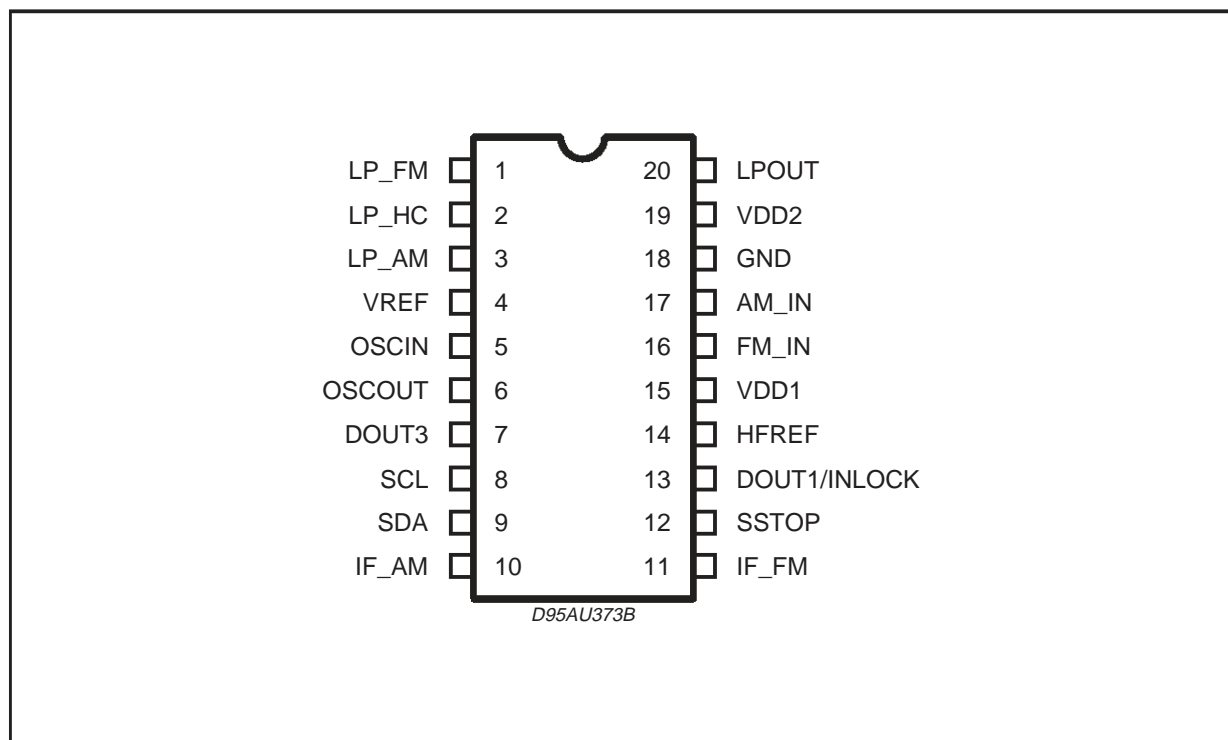 LP_FM 1 20 LPOUT
LP_HC 2 19 VDD2
LP_AM 3 18 GND
VREF 4 17 AM_IN
OSCIN 5 16 FM_IN
OSCOUT 6 15 VDD1
DOUT3 7 14 HFREF
SCL 8 13 DOUT1/INLOCK
SDA 9 12 SSTOP
IF_AM 10 11 IF_FM
D95AU373B